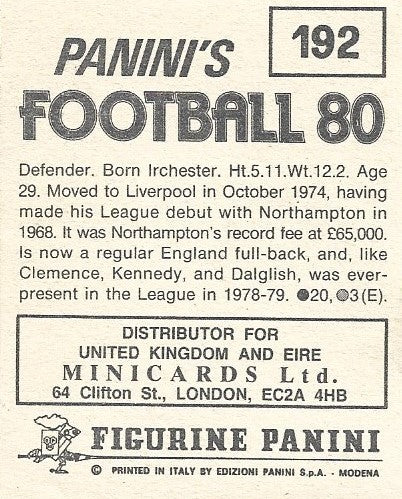 PANINI'S
192
FOOTBALL 80
Defender. Born Irchester. Ht.5.11.Wt.12.2. Age
29. Moved to Liverpool in October 1974, having
made his League debut with Northampton in
1968. It was Northampton's record fee at £65,000.
Is now a regular England full-back, and, like
Clemence, Kennedy, and Dalglish, was ever-
present in the League in 1978-79. ●20, ●3(E).
DISTRIBUTOR FOR
UNITED KINGDOM AND EIRE
MINICARDS Ltd.
64 Clifton St., LONDON, EC2A 4HB
FIGURINE PANINI
© PRINTED IN ITALY BY EDIZIONI PANINI S.p.A. - MODENA